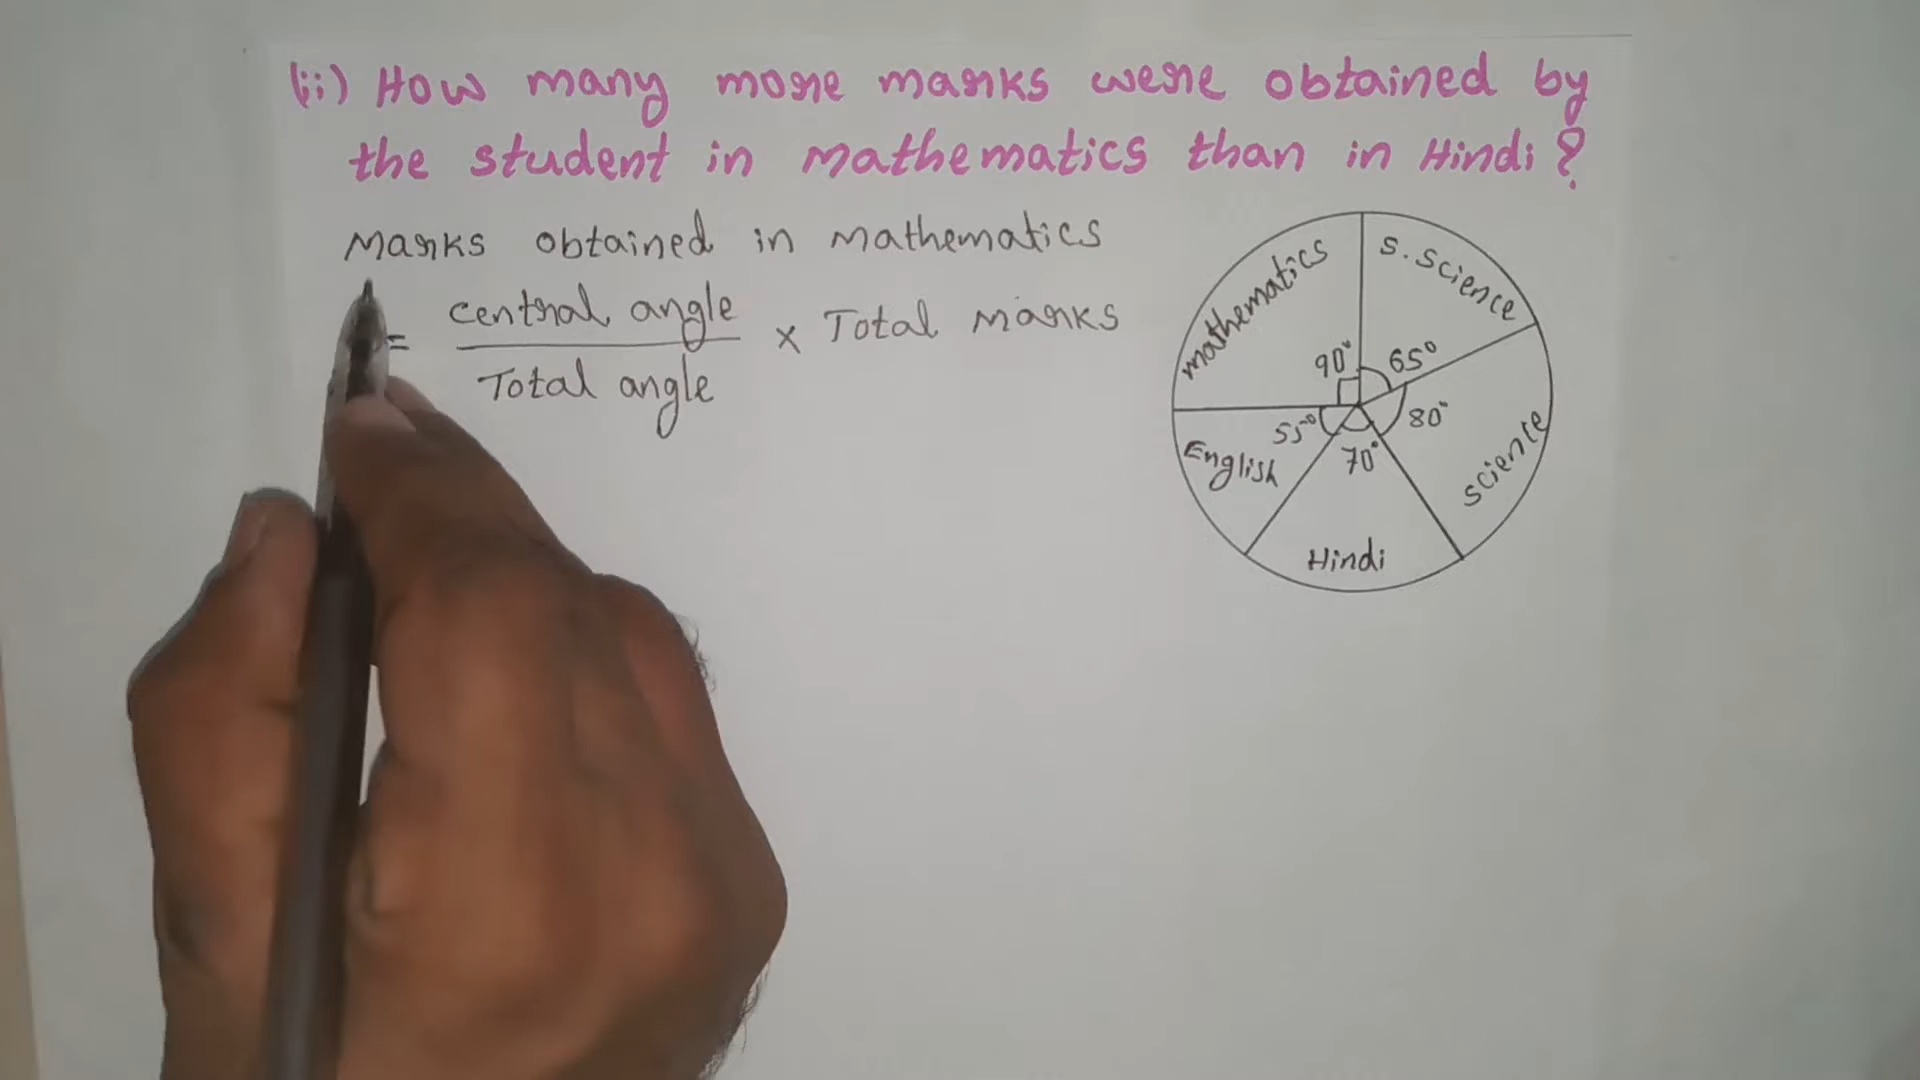 (ii) How many more marks were obtained by
the student in mathematics than in Hindi ?
Marks obtained in mathematics
= central angle × Total marks
Total angle
mathematics
S. Science
90° 65°
55° 80°
70°
English
science
Hindi